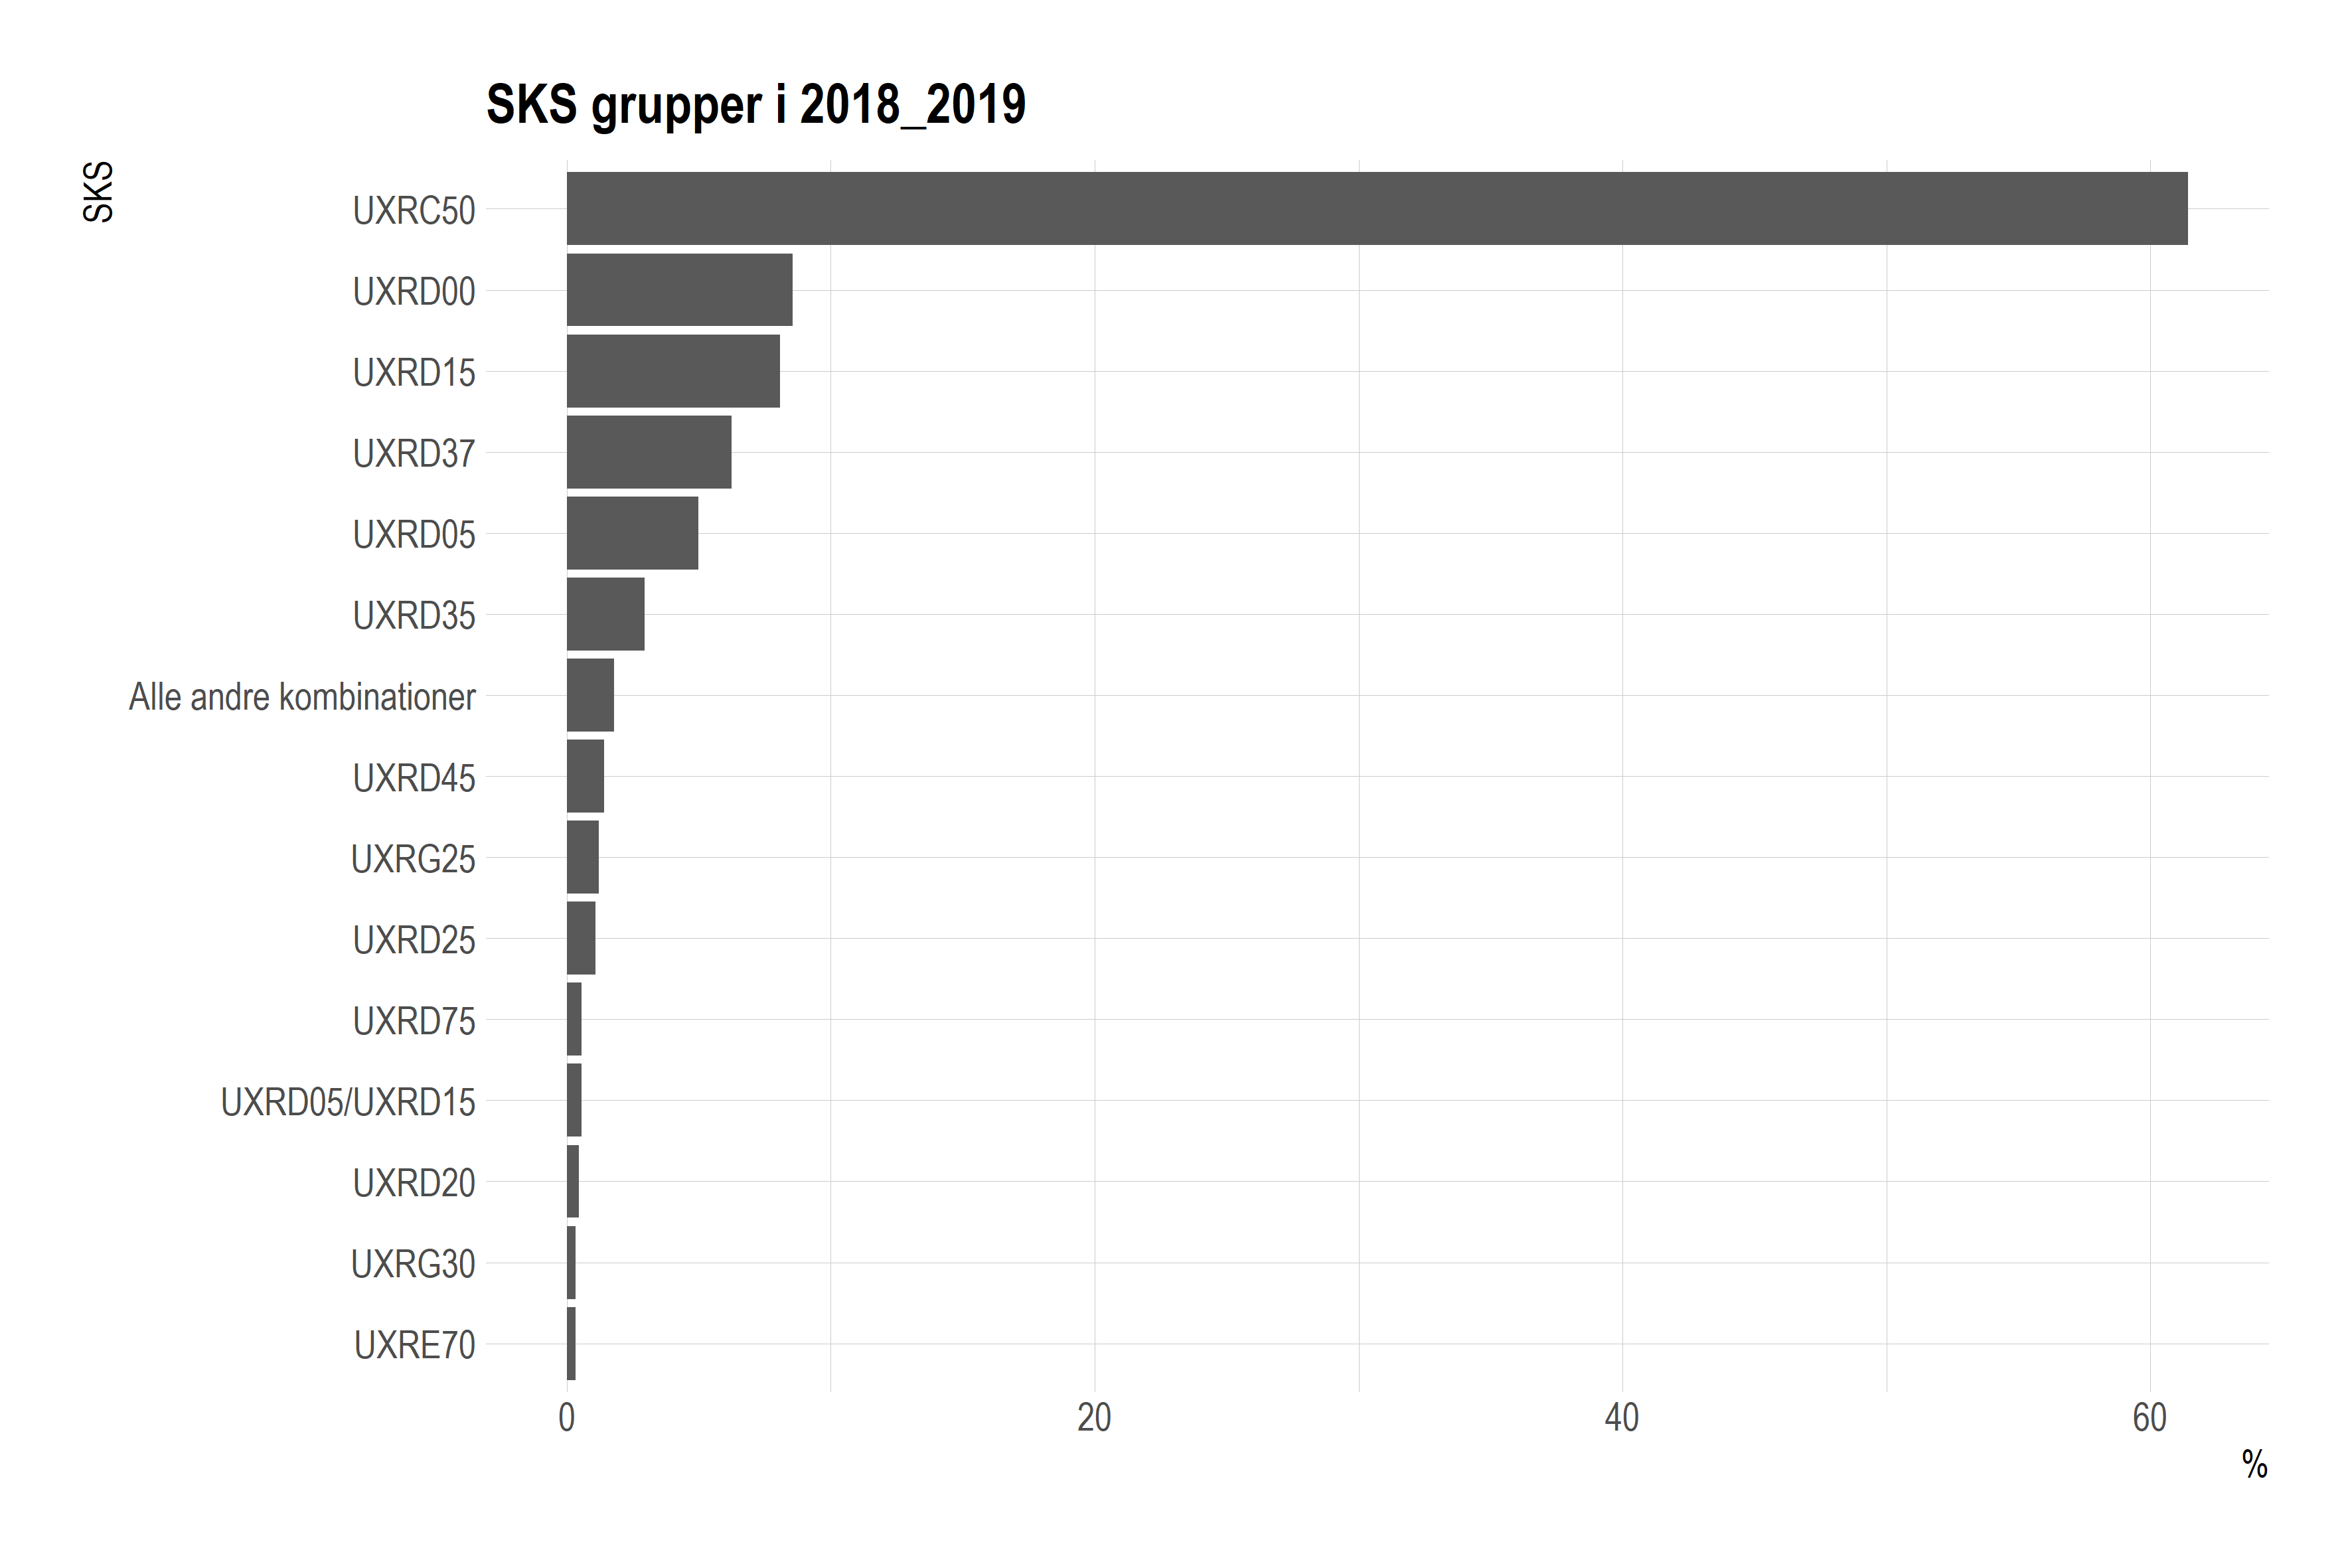 SKS grupper i 2018_2019
SKS
UXRC50
UXRD00
UXRD15
UXRD37
UXRD05
UXRD35
Alle andre kombinationer
UXRD45
UXRG25
UXRD25
UXRD75
UXRD05/UXRD15
UXRD20
UXRG30
UXRE70
0 20 40 60
%